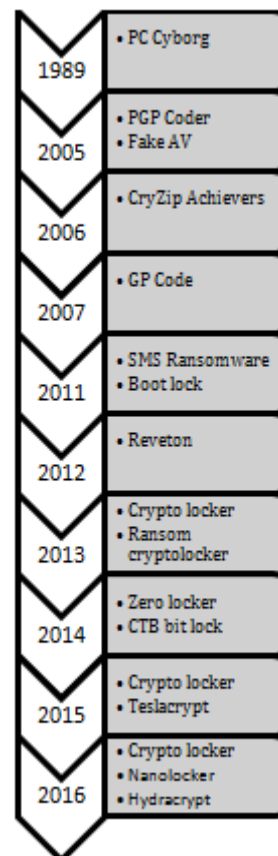 1989
• PC Cyborg
2005
• PGP Coder
• Fake AV
2006
• CryZip Achievers
2007
• GP Code
2011
• SMS Ransomware
• Boot lock
2012
• Reveton
2013
• Crypto locker
• Ransom
cryptolocker
2014
• Zero locker
• CTB bit lock
2015
• Crypto locker
• Teslacrypt
2016
• Crypto locker
• Nanolocker
• Hydracrypt